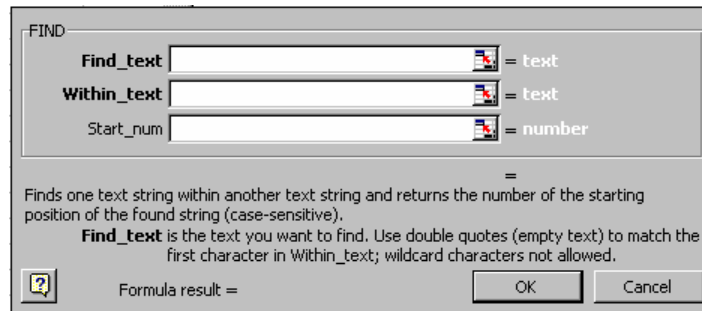 FIND
Find_text = text
Within_text = text
Start_num = number
=
Finds one text string within another text string and returns the number of the starting
position of the found string (case-sensitive).
Find_text is the text you want to find. Use double quotes (empty text) to match the
first character in Within_text; wildcard characters not allowed.
? Formula result = OK Cancel